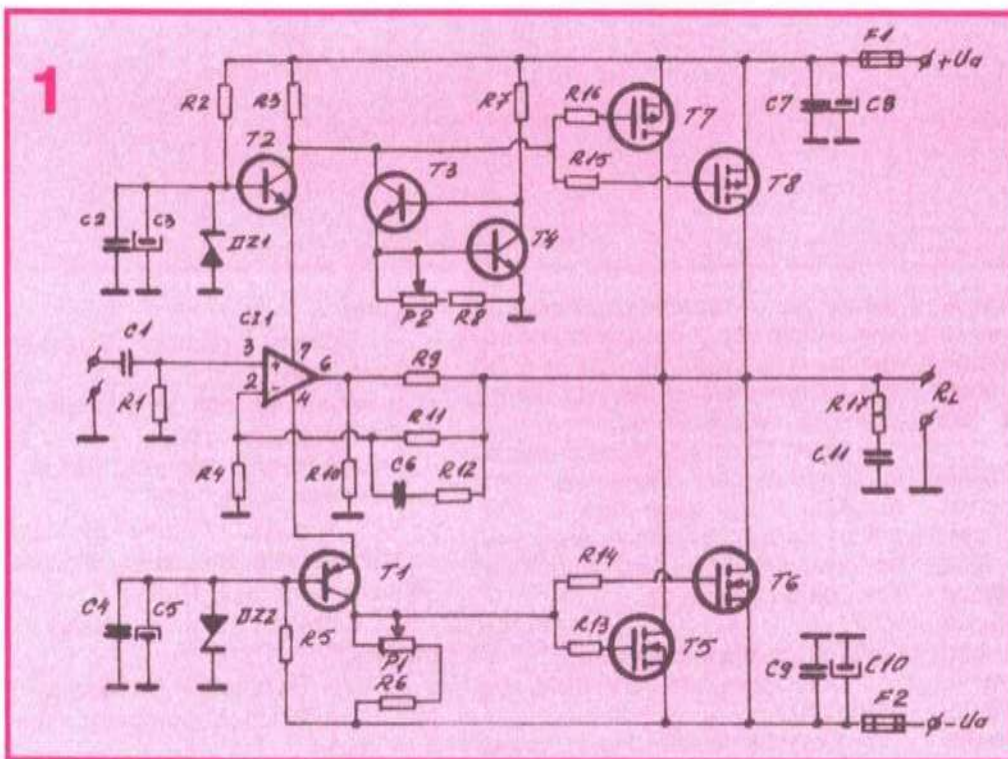 1
F1
+Ua
R2
R3
R7
R16
T7
C7
C8
T2
T3
R15
T8
C2
C3
DZ1
T4
P2
R8
C1
CI1
3
7
+
6
R9
2
-
4
R1
R11
R17
RL
R4
R10
C6
R12
C11
T1
R14
T6
C4
C5
DZ2
R5
P1
R13
T5
C9
C10
R6
F2
-Ua